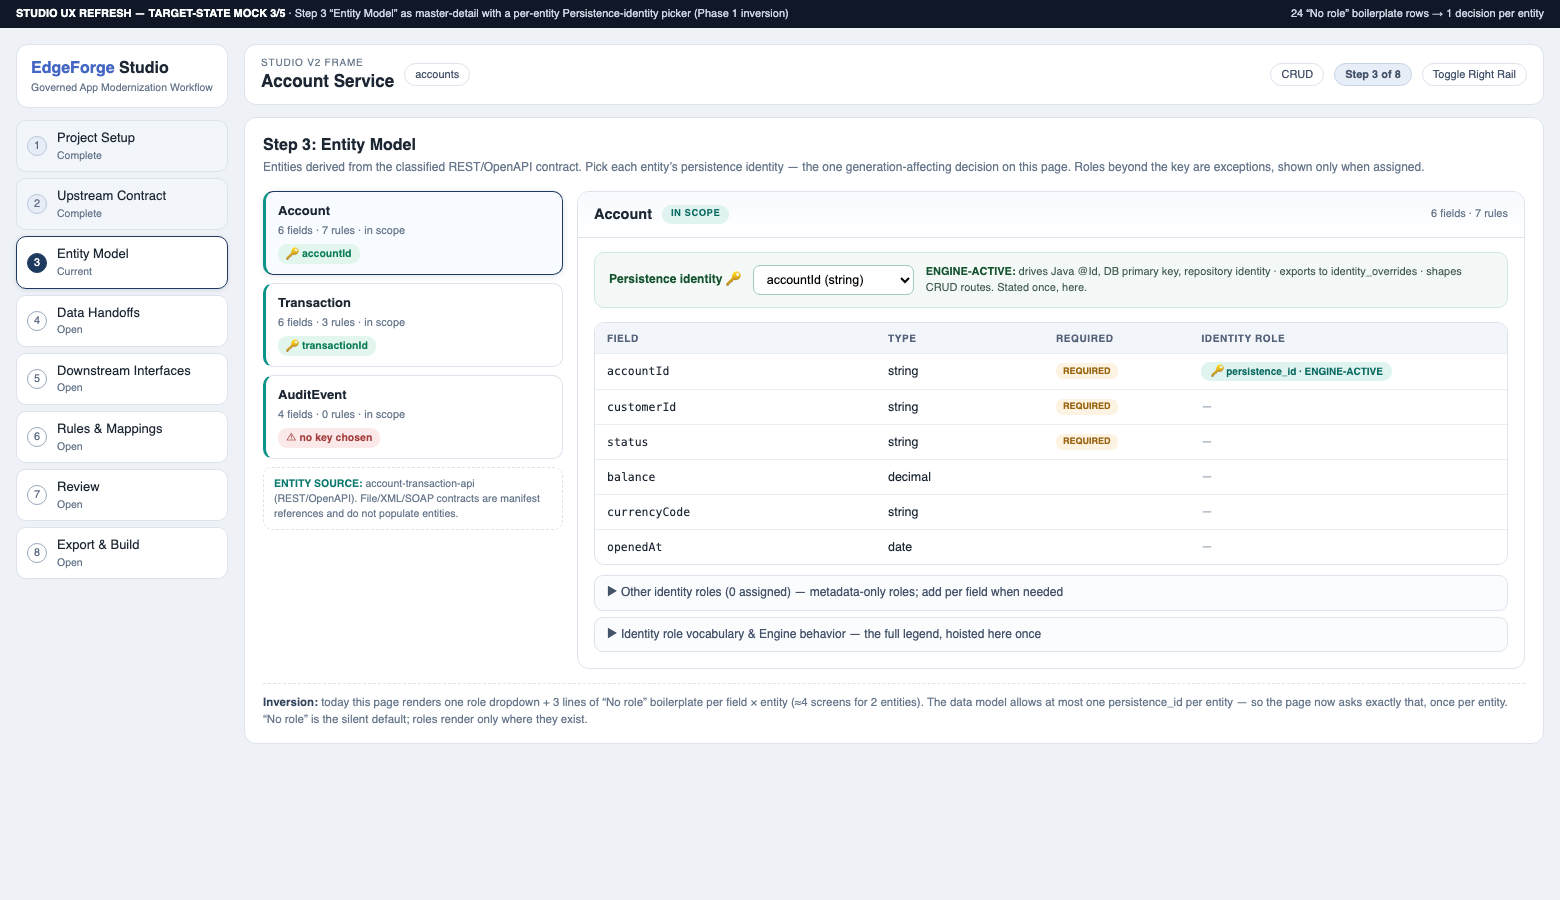 STUDIO UX REFRESH — TARGET-STATE MOCK 3/5 · Step 3 “Entity Model” as master-detail with a per-entity Persistence-identity picker (Phase 1 inversion)
24 “No role” boilerplate rows → 1 decision per entity
EdgeForge Studio
Governed App Modernization Workflow
1
Project Setup
Complete
2
Upstream Contract
Complete
3
Entity Model
Current
4
Data Handoffs
Open
5
Downstream Interfaces
Open
6
Rules & Mappings
Open
7
Review
Open
8
Export & Build
Open
STUDIO V2 FRAME
Account Service
accounts
CRUD
Step 3 of 8
Toggle Right Rail
Step 3: Entity Model
Entities derived from the classified REST/OpenAPI contract. Pick each entity’s persistence identity — the one generation-affecting decision on this page. Roles beyond the key are exceptions, shown only when assigned.
Account
6 fields · 7 rules · in scope
🔑 accountId
Transaction
6 fields · 3 rules · in scope
🔑 transactionId
AuditEvent
4 fields · 0 rules · in scope
⚠ no key chosen
ENTITY SOURCE: account-transaction-api
(REST/OpenAPI). File/XML/SOAP contracts are manifest
references and do not populate entities.
Account
IN SCOPE
6 fields · 7 rules
Persistence identity 🔑
accountId (string)
ENGINE-ACTIVE: drives Java @Id, DB primary key, repository identity · exports to identity_overrides · shapes
CRUD routes. Stated once, here.
FIELD TYPE REQUIRED IDENTITY ROLE
accountId string REQUIRED 🔑 persistence_id · ENGINE-ACTIVE
customerId string REQUIRED —
status string REQUIRED —
balance decimal —
currencyCode string —
openedAt date —
▶ Other identity roles (0 assigned) — metadata-only roles; add per field when needed
▶ Identity role vocabulary & Engine behavior — the full legend, hoisted here once
Inversion: today this page renders one role dropdown + 3 lines of “No role” boilerplate per field × entity (≈4 screens for 2 entities). The data model allows at most one persistence_id per entity — so the page now asks exactly that, once per entity.
“No role” is the silent default; roles render only where they exist.